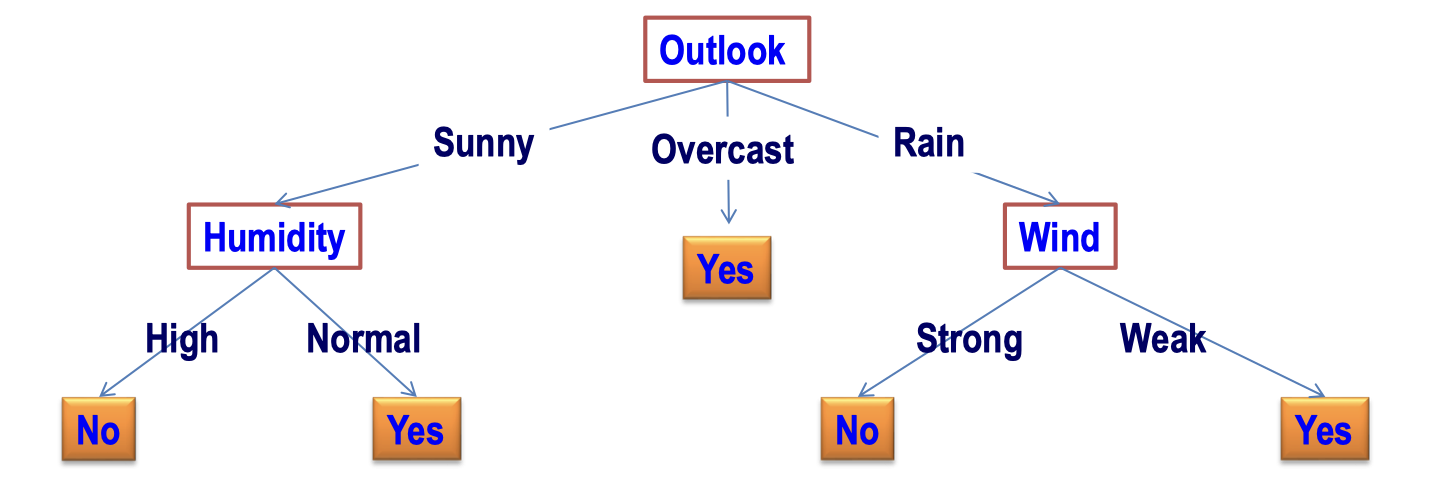 Outlook
Sunny
Overcast
Rain
Humidity
Yes
Wind
High
Normal
Strong
Weak
No
Yes
No
Yes